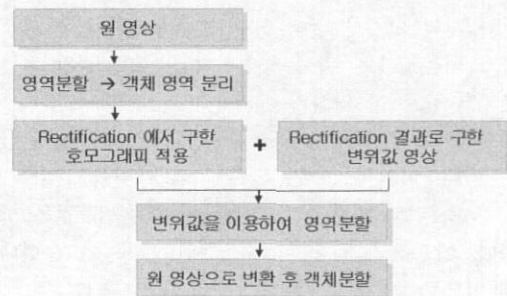 원 영상
영역분할 → 객체 영역 분리
Rectification 에서 구한
호모그래피 적용
+
Rectification 결과로 구한
변위값 영상
변위값을 이용하여 영역분할
원 영상으로 변환 후 객체분할